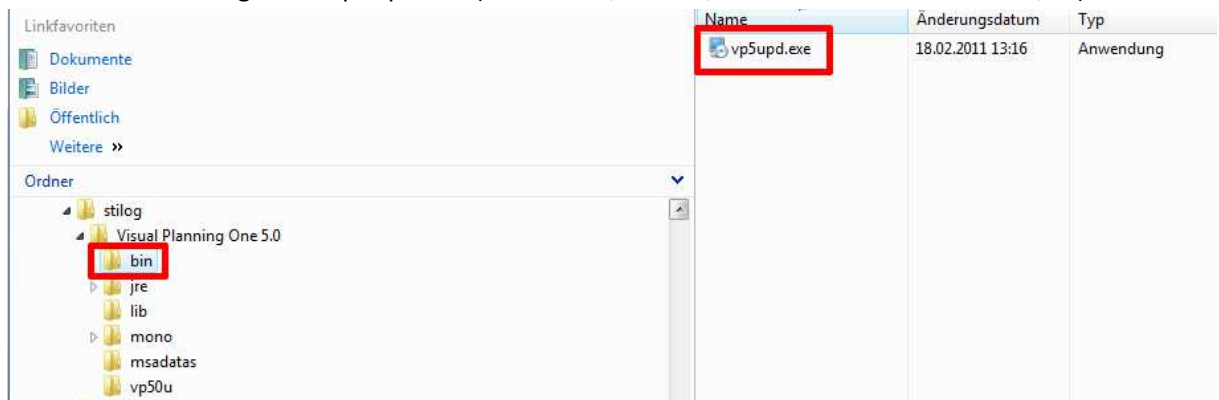 Linkfavoriten
Dokumente
Bilder
Öffentlich
Weitere »
Ordner
stilog
Visual Planning One 5.0
bin
jre
lib
mono
msadatas
vp50u
Name Änderungsdatum Typ
vp5upd.exe 18.02.2011 13:16 Anwendung